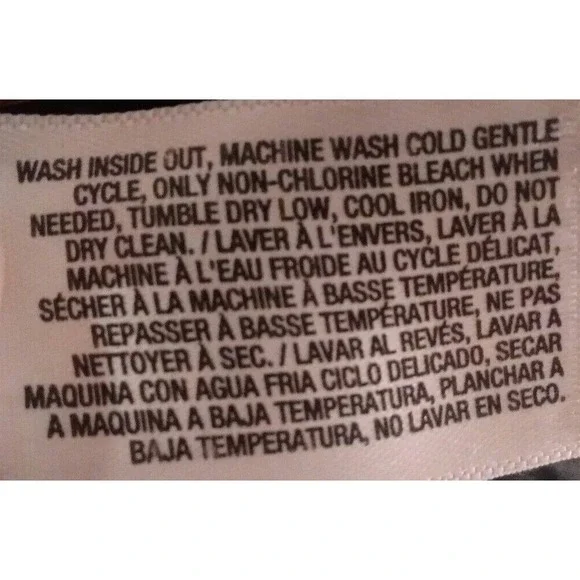 WASH INSIDE OUT, MACHINE WASH COLD GENTLE
CYCLE, ONLY NON-CHLORINE BLEACH WHEN
NEEDED, TUMBLE DRY LOW, COOL IRON, DO NOT
DRY CLEAN. / LAVER À L'ENVERS, LAVER À LA
MACHINE À L'EAU FROIDE AU CYCLE DÉLICAT,
SÉCHER À LA MACHINE À BASSE TEMPÉRATURE,
REPASSER À BASSE TEMPÉRATURE, NE PAS
NETTOYER À SEC. / LAVAR AL REVÉS, LAVAR A
MAQUINA CON AGUA FRIA CICLO DELICADO, SECAR
A MAQUINA A BAJA TEMPERATURA, PLANCHAR A
BAJA TEMPERATURA, NO LAVAR EN SECO.